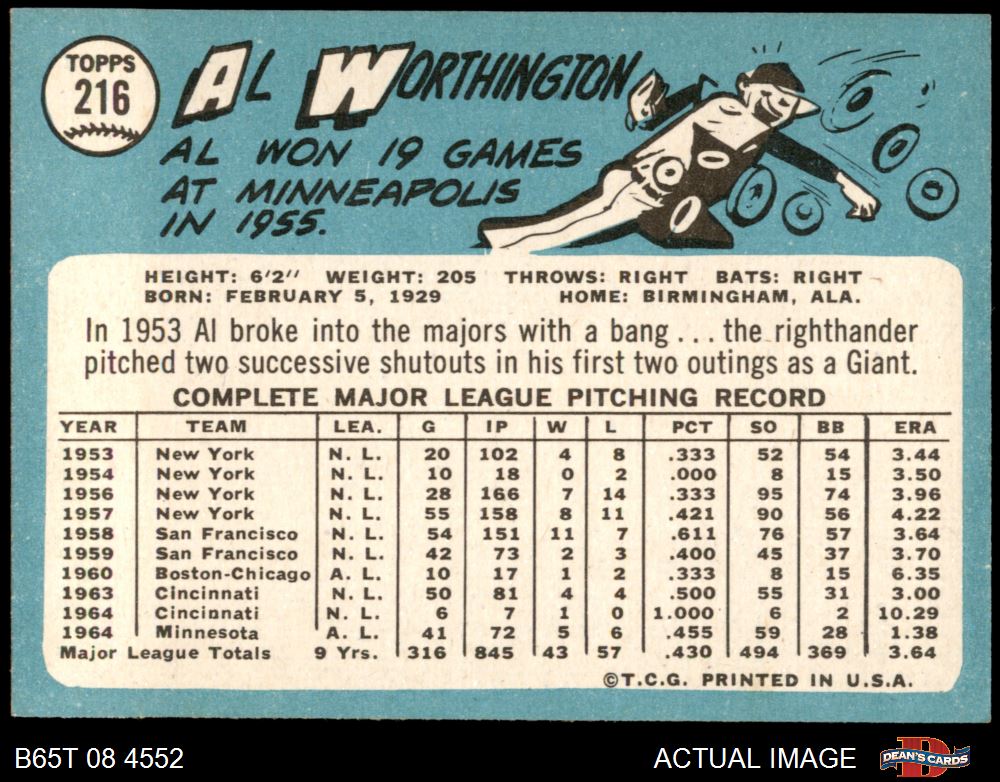 TOPPS
216
AL WORTHINGTON
AL WON 19 GAMES
AT MINNEAPOLIS
IN 1955.
HEIGHT: 6'2" WEIGHT: 205 THROWS: RIGHT BATS: RIGHT
BORN: FEBRUARY 5, 1929 HOME: BIRMINGHAM, ALA.
In 1953 Al broke into the majors with a bang . . . the righthander
pitched two successive shutouts in his first two outings as a Giant.
COMPLETE MAJOR LEAGUE PITCHING RECORD
YEAR TEAM LEA. G IP W L PCT SO BB ERA
1953 New York N. L. 20 102 4 8 .333 52 54 3.44
1954 New York N. L. 10 18 0 2 .000 8 15 3.50
1956 New York N. L. 28 166 7 14 .333 95 74 3.96
1957 New York N. L. 55 158 8 11 .421 90 56 4.22
1958 San Francisco N. L. 54 151 11 7 .611 76 57 3.64
1959 San Francisco N. L. 42 73 2 3 .400 45 37 3.70
1960 Boston-Chicago A. L. 10 17 1 2 .333 8 15 6.35
1963 Cincinnati N. L. 50 81 4 4 .500 55 31 3.00
1964 Cincinnati N. L. 6 7 1 0 1.000 6 2 10.29
1964 Minnesota A. L. 41 72 5 6 .455 59 28 1.38
Major League Totals 9 Yrs. 316 845 43 57 .430 494 369 3.64
©T.C.G. PRINTED IN U.S.A.
B65T 08 4552 ACTUAL IMAGE DEAN'S CARDS